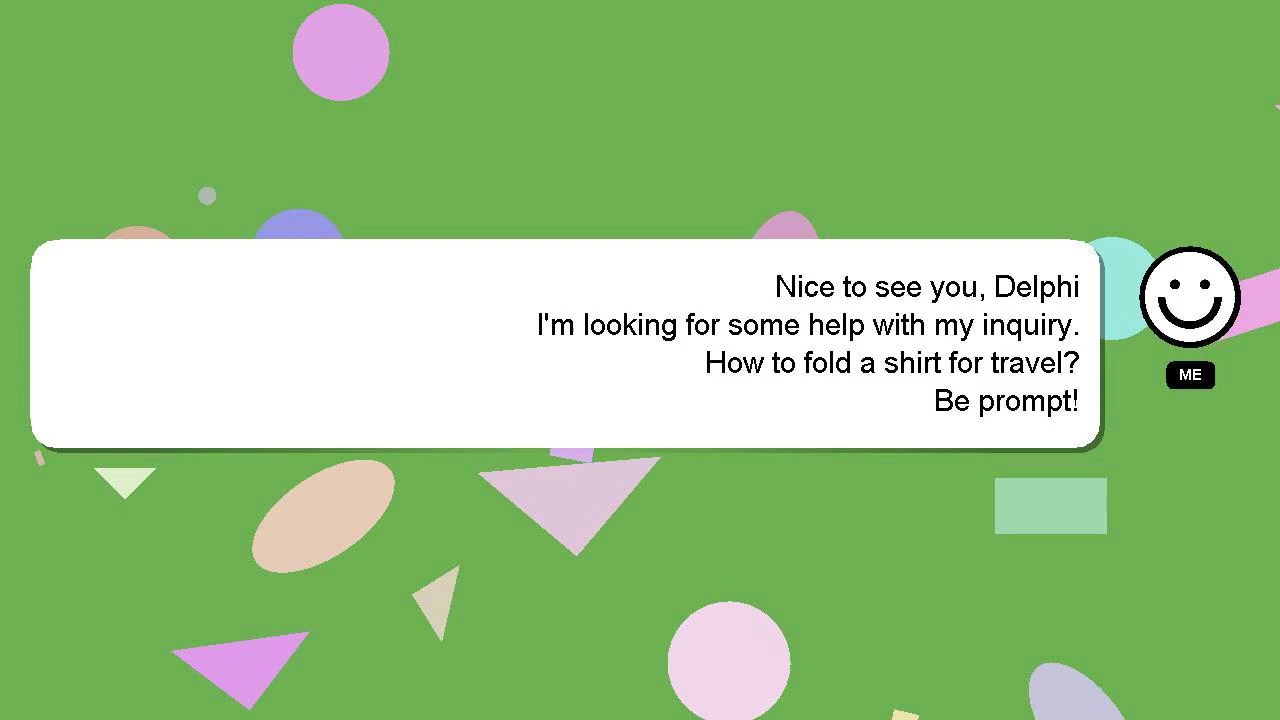 Nice to see you, Delphi
I'm looking for some help with my inquiry.
How to fold a shirt for travel?
Be prompt!
ME